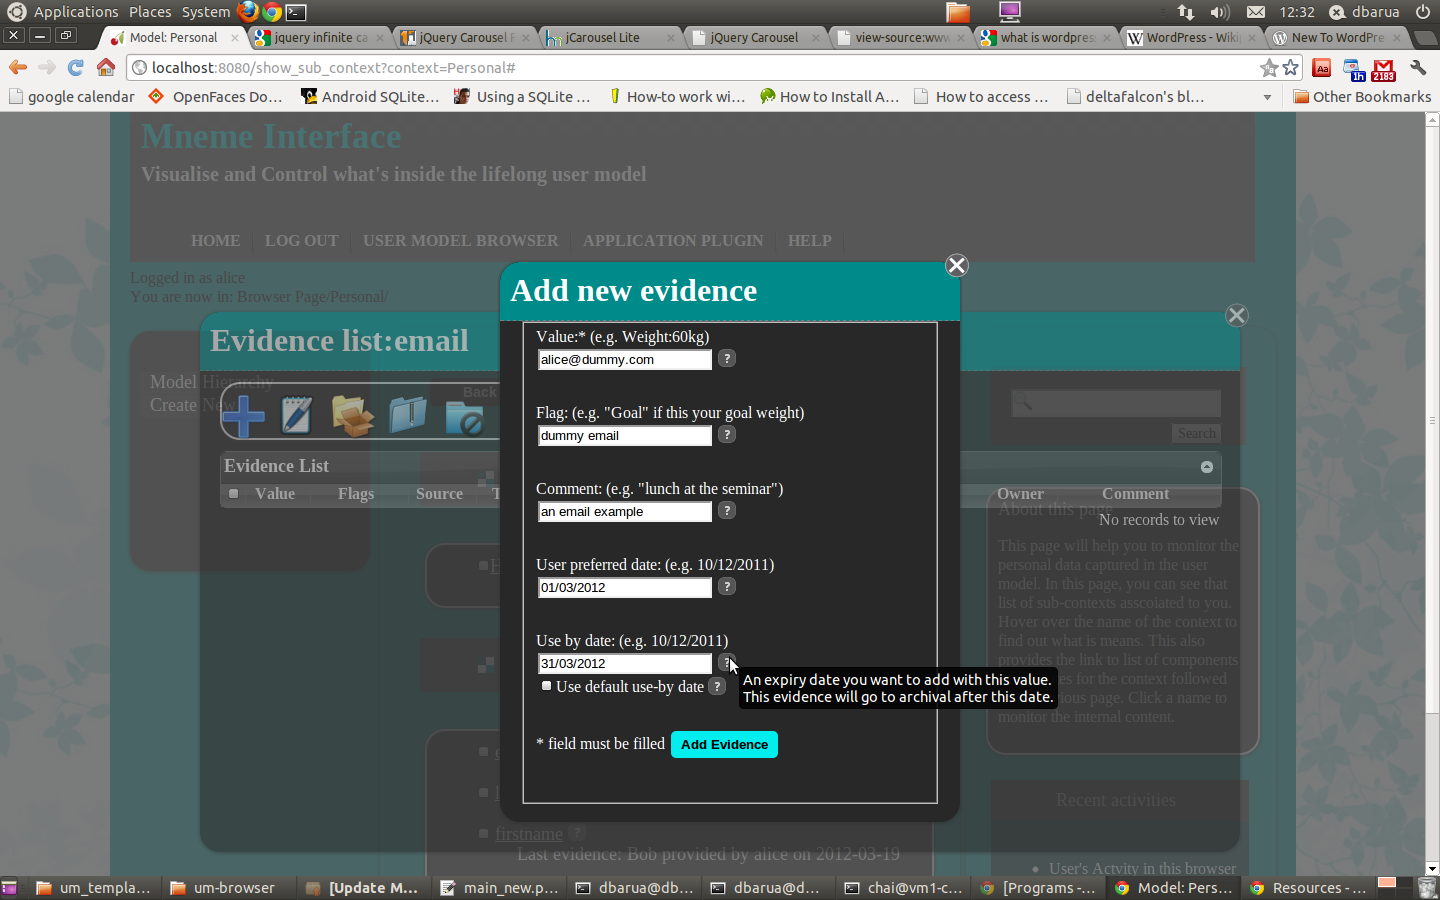 Applications Places System 12:32 dbarua
Model: Personal
jquery infinite ca
jQuery Carousel
jCarousel Lite
jQuery Carousel
view-source:www
what is wordpres
WordPress - Wiki
New To WordPre
localhost:8080/show_sub_context?context=Personal#
Aa 1h 2183
google calendar OpenFaces Do... Android SQLite... Using a SQLite ... How-to work wi... How to Install A... How to access ... deltafalcon's bl... Other Bookmarks
Mneme Interface
Visualise and Control what's inside the lifelong user model
HOME LOG OUT USER MODEL BROWSER APPLICATION PLUGIN HELP
Logged in as alice
You are now in: Browser Page/Personal/
Add new evidence
Evidence list:email
Value:* (e.g. Weight:60kg)
alice@dummy.com ?
Model Hierarchy
Create New
Back
Flag: (e.g. "Goal" if this your goal weight)
dummy email ?
Search
Evidence List
Value Flags Source T Owner Comment
Comment: (e.g. "lunch at the seminar")
an email example ?
About this page
No records to view
This page will help you to monitor the
personal data captured in the user
model. In this page, you can see that
list of sub-contexts asscoiated to you.
Hover over the name of the context to
find out what is means. This also
provides the link to list of components
es for the context followed
ious page. Click a name to
monitor the internal content.
User preferred date: (e.g. 10/12/2011)
01/03/2012 ?
Use by date: (e.g. 10/12/2011)
31/03/2012 ?
Use default use-by date ?
An expiry date you want to add with this value.
This evidence will go to archival after this date.
* field must be filled Add Evidence
Recent activities
firstname ?
Last evidence: Bob provided by alice on 2012-03-19
User's Actvity in this browser
um_templa... um-browser [Update M... main_new.p... dbarua@db... dbarua@d... chai@vm1-c... [Programs -... Model: Pers... Resources - ...